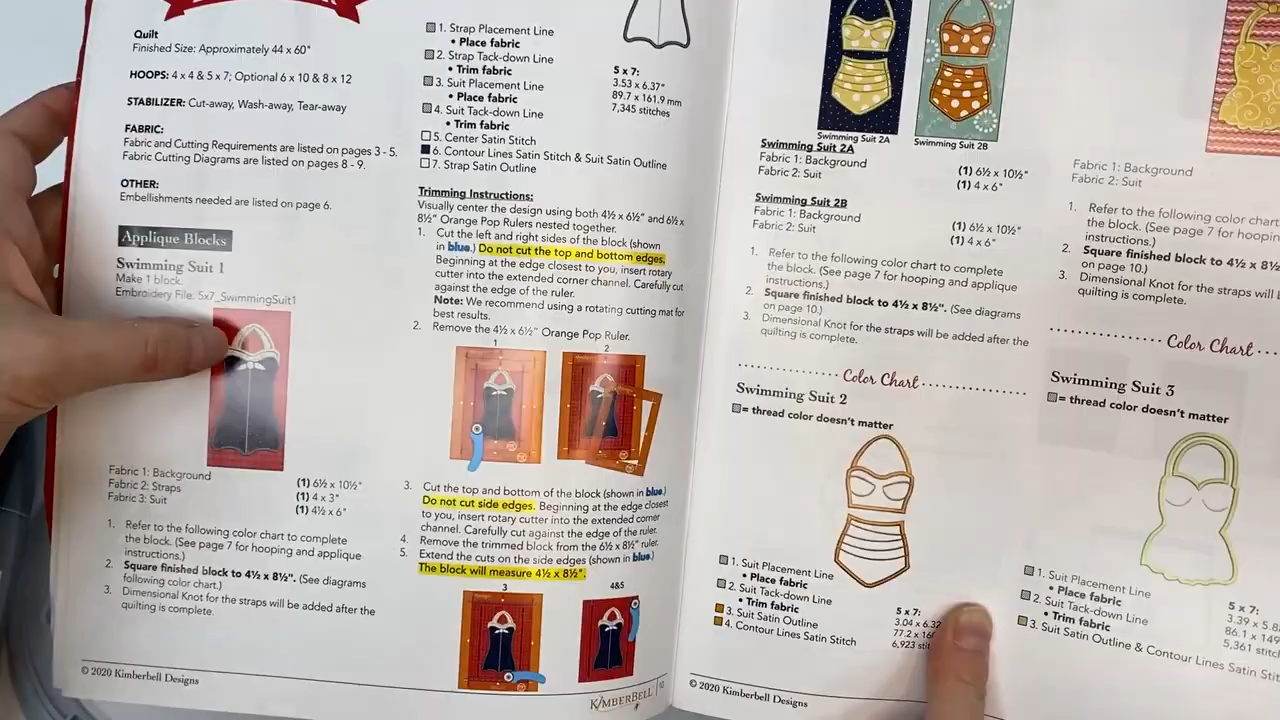 Quilt
Finished Size: Approximately 44 x 60"
HOOPS: 4 x 4 & 5 x 7; Optional 6 x 10 & 8 x 12
STABILIZER: Cut-away, Wash-away, Tear-away
FABRIC:
Fabric and Cutting Requirements are listed on pages 3 - 5.
Fabric Cutting Diagrams are listed on pages 8 - 9.
OTHER:
Embellishments needed are listed on page 6.
Applique Blocks
Swimming Suit 1
Make 1 block.
Embroidery File: 5x7_SwimmingSuit1
Fabric 1: Background (1) 6½ x 10½"
Fabric 2: Straps (1) 4 x 3"
Fabric 3: Suit (1) 4½ x 6"
1. Refer to the following color chart to complete
the block. (See page 7 for hooping and applique
instructions.)
2. Square finished block to 4½ x 8½". (See diagrams
following color chart.)
3. Dimensional Knot for the straps will be added after the
quilting is complete.
© 2020 Kimberbell Designs
1. Strap Placement Line
• Place fabric
2. Strap Tack-down Line
• Trim fabric
3. Suit Placement Line
• Place fabric
4. Suit Tack-down Line
• Trim fabric
5. Center Satin Stitch
6. Contour Lines Satin Stitch & Suit Satin Outline
7. Strap Satin Outline
5 x 7:
3.53 x 6.37"
89.7 x 161.9 mm
7,345 stitches
Trimming Instructions:
Visually center the design using both 4½ x 6½" and 6½ x
8½" Orange Pop Rulers nested together.
1. Cut the left and right sides of the block (shown
in blue.) Do not cut the top and bottom edges.
Beginning at the edge closest to you, insert rotary
cutter into the extended corner channel. Carefully cut
against the edge of the ruler.
Note: We recommend using a rotating cutting mat for
best results.
2. Remove the 4½ x 6½" Orange Pop Ruler.
1 2
3. Cut the top and bottom of the block (shown in blue.)
Do not cut side edges. Beginning at the edge closest
to you, insert rotary cutter into the extended corner
channel. Carefully cut against the edge of the ruler.
4. Remove the trimmed block from the 6½ x 8½" ruler.
5. Extend the cuts on the side edges (shown in blue.)
The block will measure 4½ x 8½".
3 4&5
KIMBERBELL | 12
Swimming Suit 2A Swimming Suit 2B
Swimming Suit 2A
Fabric 1: Background (1) 6½ x 10½"
Fabric 2: Suit (1) 4 x 6"
Swimming Suit 2B
Fabric 1: Background (1) 6½ x 10½"
Fabric 2: Suit (1) 4 x 6"
1. Refer to the following color chart to complete
the block. (See page 7 for hooping and applique
instructions.)
2. Square finished block to 4½ x 8½". (See diagrams
on page 10.)
3. Dimensional Knot for the straps will be added after the
quilting is complete.
Color Chart
Swimming Suit 2
= thread color doesn't matter
1. Suit Placement Line
• Place fabric
2. Suit Tack-down Line
• Trim fabric
3. Suit Satin Outline
4. Contour Lines Satin Stitch
5 x 7:
3.04 x 6.32
77.2 x
6,923
© 2020 Kimberbell Designs
Fabric 1: Background
Fabric 2: Suit
1. Refer to the following color chart
the block. (See page 7 for
instructions.)
2. Square finished block to 4½ x 8½
on page 10.)
3. Dimensional Knot for the straps will
quilting is complete.
Color Chart
Swimming Suit 3
= thread color doesn't matter
1. Suit Placement Line
• Place fabric
2. Suit Tack-down Line
• Trim fabric
3. Suit Satin Outline & Contour Lines Satin
5 x 7:
3.39 x
86.1 x
5,361